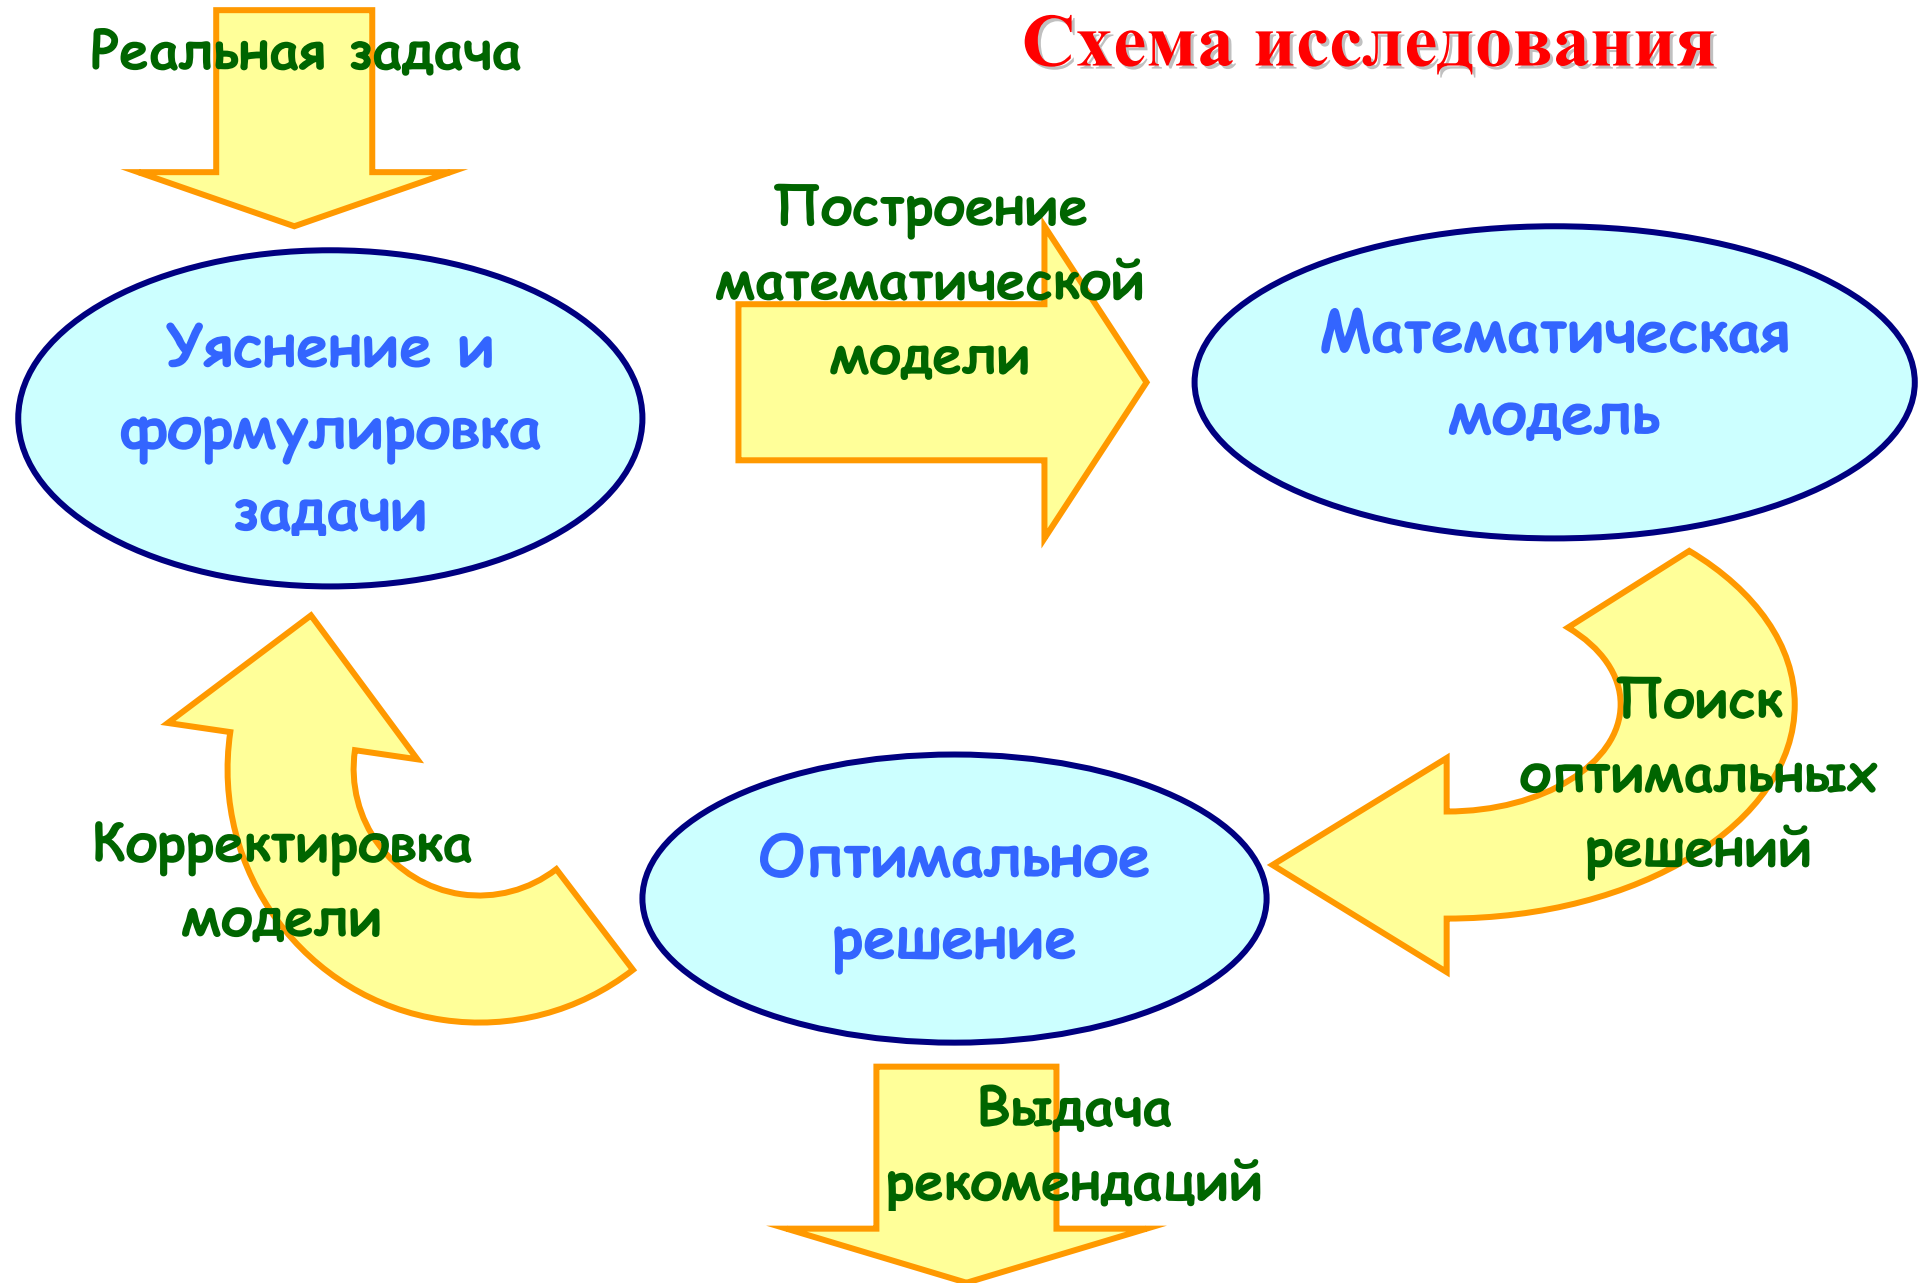 Схема исследования
Реальная задача
Уяснение и
формулировка
задачи
Построение
математической
модели
Математическая
модель
Поиск
оптимальных
решений
Оптимальное
решение
Корректировка
модели
Выдача
рекомендаций